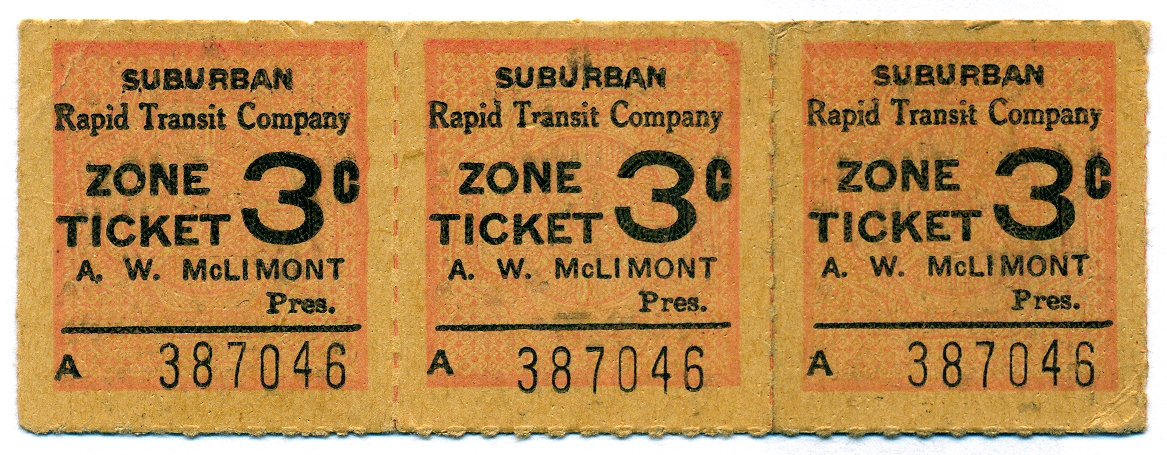 SUBURBAN
Rapid Transit Company
ZONE
TICKET 3c
A. W. McLIMONT
Pres.
A 387046
SUBURBAN
Rapid Transit Company
ZONE
TICKET 3c
A. W. McLIMONT
Pres.
A 387046
SUBURBAN
Rapid Transit Company
ZONE
TICKET 3c
A. W. McLIMONT
Pres.
A 387046